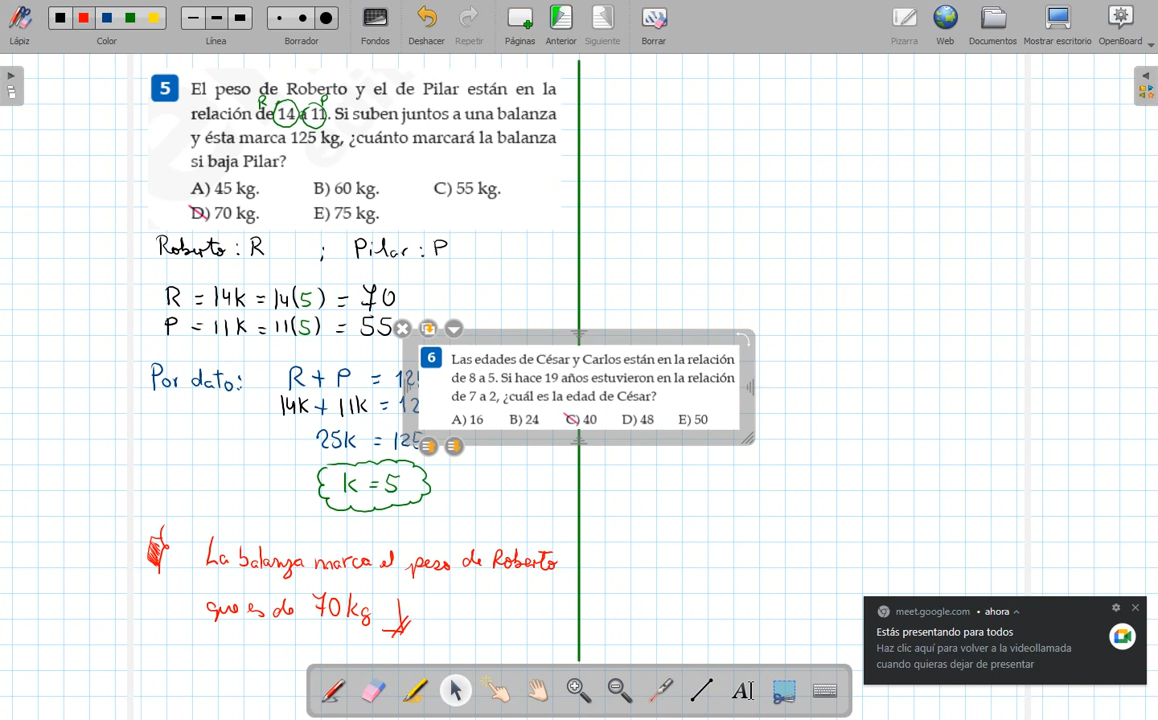 Lápiz
Color
Línea
Borrador
Fondos
Deshacer
Repetir
Páginas
Anterior
Siguiente
Borrar
Pizarra
Web
Documentos
Mostrar escritorio
OpenBoard
5 El peso de Roberto y el de Pilar están en la
R P
relación de 14 a 11. Si suben juntos a una balanza
y ésta marca 125 kg, ¿cuánto marcará la balanza
si baja Pilar?
A) 45 kg. B) 60 kg. C) 55 kg.
D) 70 kg. E) 75 kg.
Roberto : R ; Pilar : P
R = 14k = 14(5) = 70
P = 11k = 11(5) = 55
Por dato: R + P = 125
14k + 11k = 12
25k = 125
k = 5
La balanza marca el peso de Roberto
que es de 70 kg
6 Las edades de César y Carlos están en la relación
de 8 a 5. Si hace 19 años estuvieron en la relación
de 7 a 2, ¿cuál es la edad de César?
A) 16 B) 24 C) 40 D) 48 E) 50
meet.google.com • ahora
Estás presentando para todos
Haz clic aquí para volver a la videollamada
cuando quieras dejar de presentar